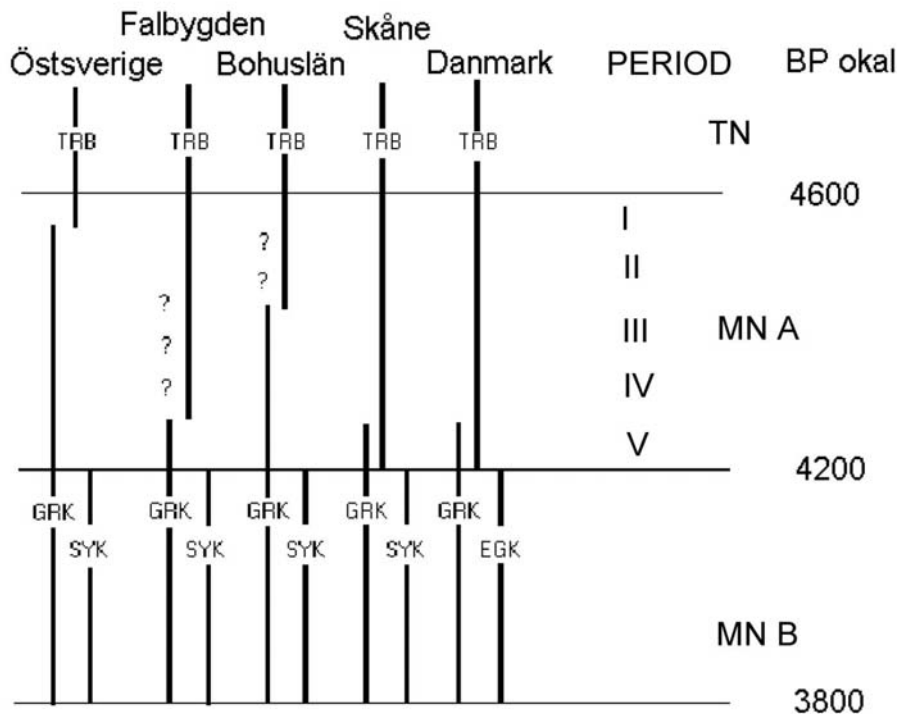 Falbygden Skåne
Östsverige Bohuslän Danmark PERIOD BP okal
TRB TRB TRB TRB TRB TN
4600
I
? II
? ?
? III MN A
?
IV
V
4200
GRK GRK GRK GRK GRK
SYK SYK SYK SYK EGK
MN B
3800